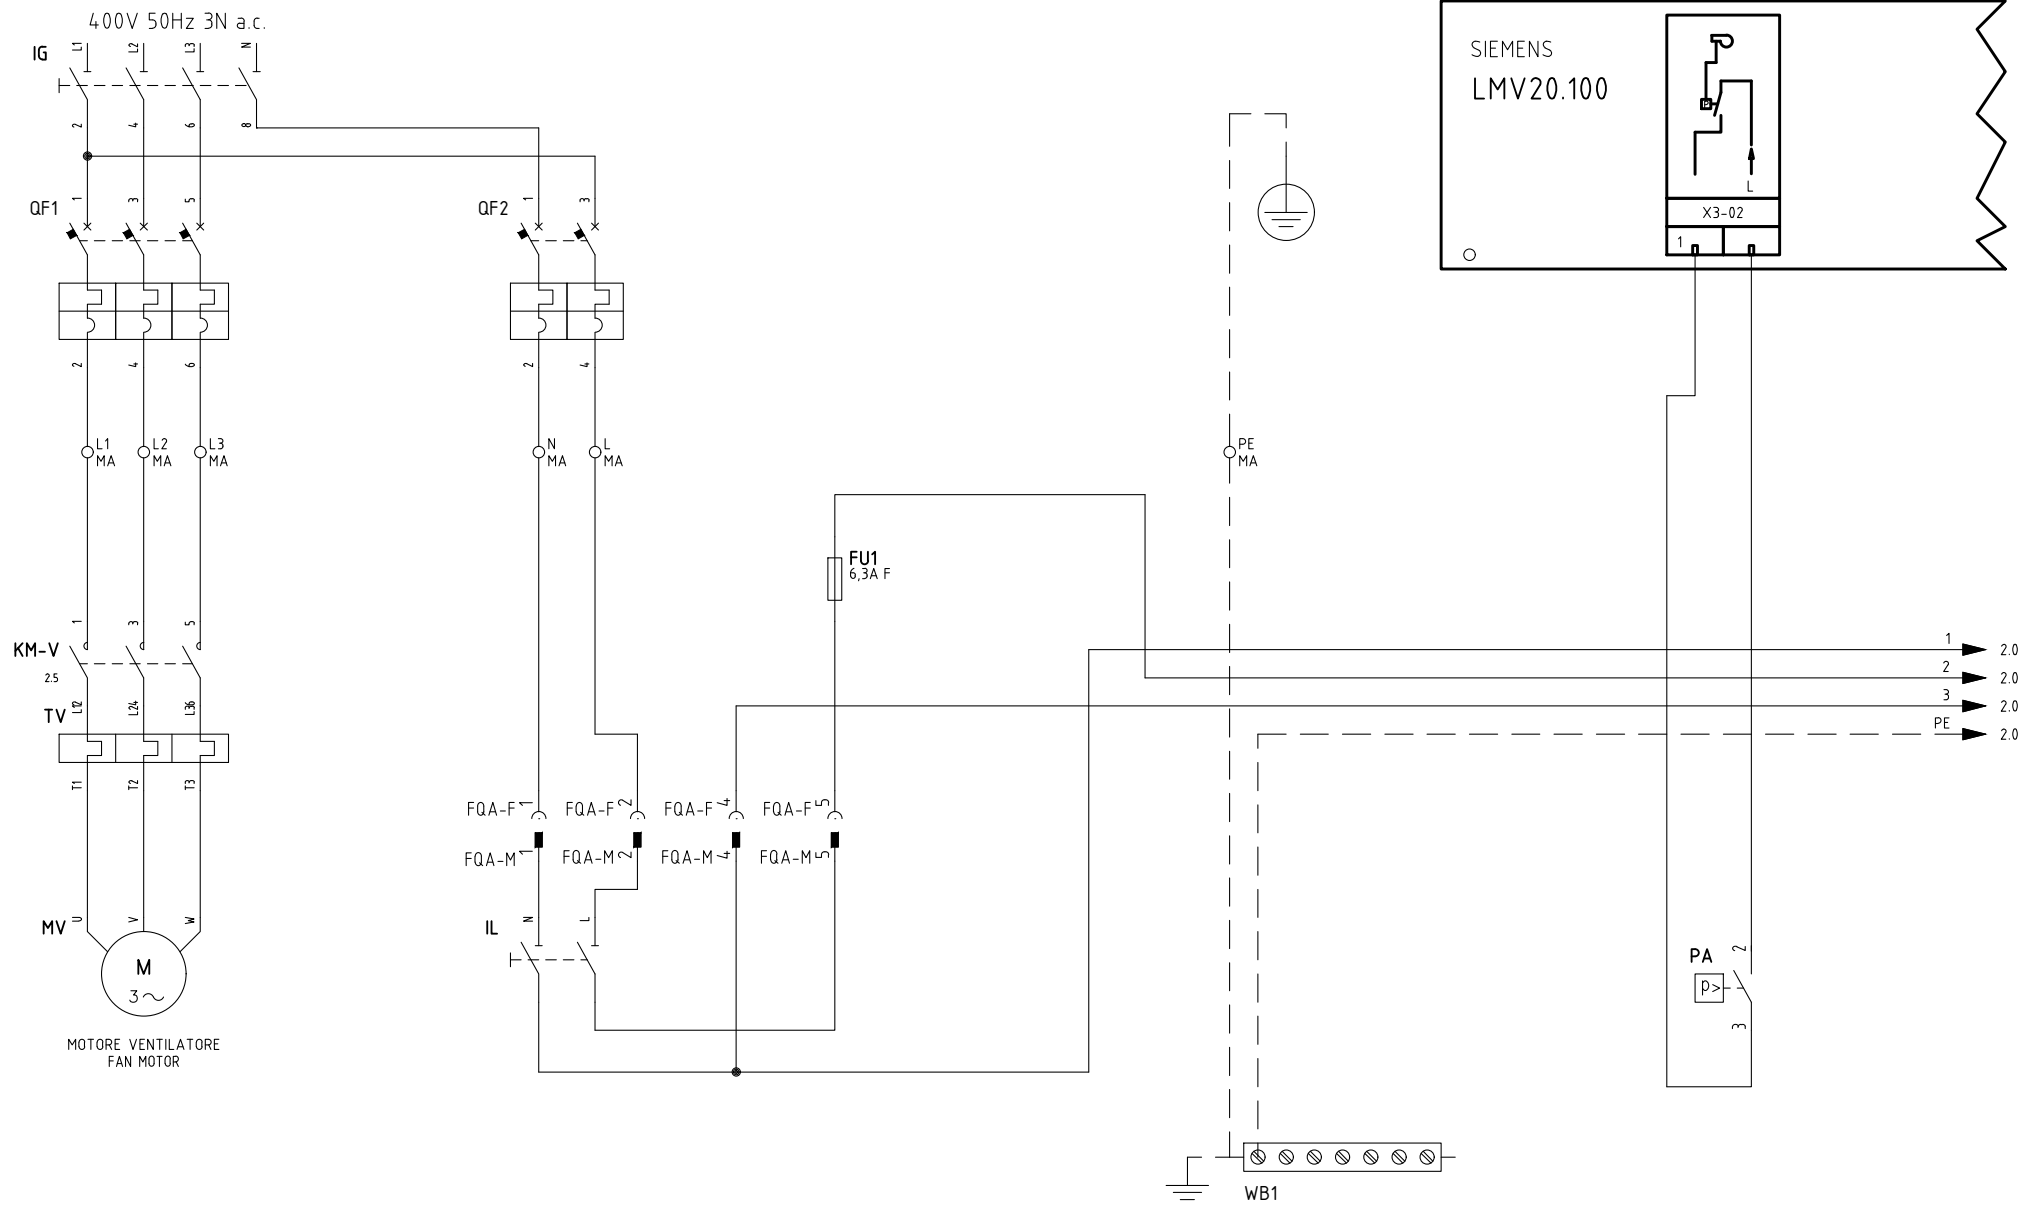 400V 50Hz 3N a.c.
IG
L1 L2 L3 N
2 4 6 8
QF1
1 3 5
2 4 6
QF2
1 3
2 4
L1
MA
L2
MA
L3
MA
N
MA
L
MA
PE
MA
SIEMENS
LMV20.100
P
L
X3-02
1
FU1
6,3A F
KM-V
2.5
1 3 5
TV
L12 L24 L36
T1 T2 T3
1 2.0
2 2.0
3 2.0
PE 2.0
FQA-F 1 FQA-F 2 FQA-F 4 FQA-F 5
FQA-M 1 FQA-M 2 FQA-M 4 FQA-M 5
MV
U V W
M
3~
MOTORE VENTILATORE
FAN MOTOR
IL
N L
PA
2
p>
3
WB1